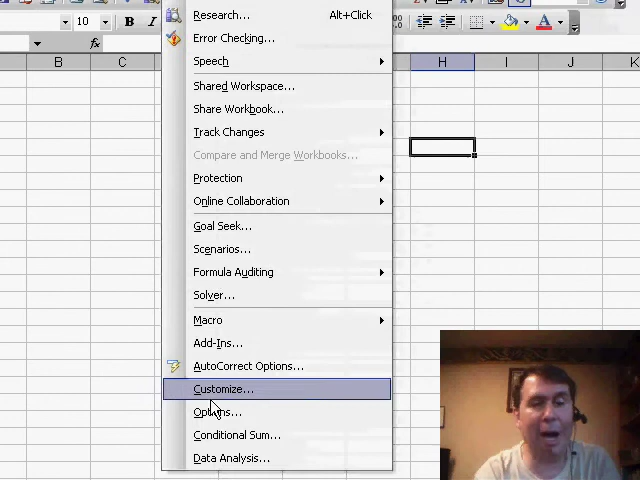 Research... Alt+Click
10 B I
Error Checking... A
fx
Speech
B C H I J K
Shared Workspace...
Share Workbook...
Track Changes
Compare and Merge Workbooks...
Protection
Online Collaboration
Goal Seek...
Scenarios...
Formula Auditing
Solver...
Macro
Add-Ins...
AutoCorrect Options...
Customize...
Options...
Conditional Sum...
Data Analysis...